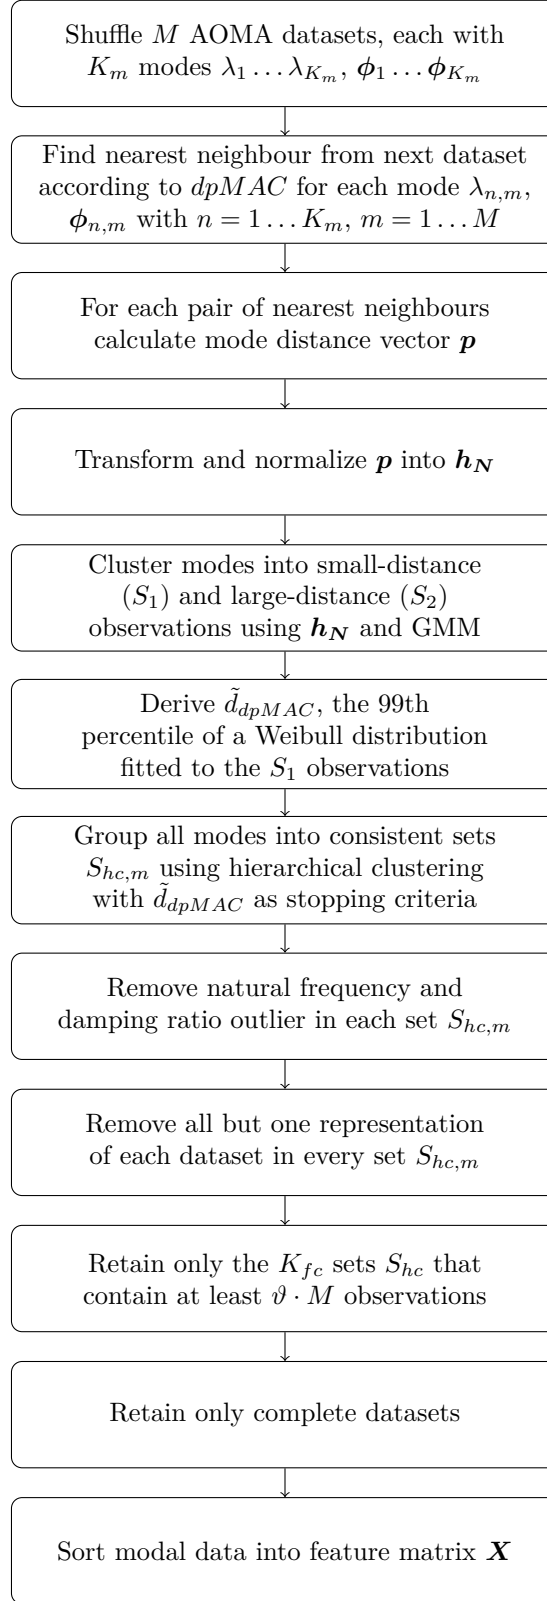 Shuffle M AOMA datasets, each with
K_m modes λ_1 … λ_{K_m}, ϕ_1 … ϕ_{K_m}
Find nearest neighbour from next dataset
according to dpMAC for each mode λ_{n,m},
ϕ_{n,m} with n = 1 … K_m, m = 1 … M
For each pair of nearest neighbours
calculate mode distance vector p
Transform and normalize p into h_N
Cluster modes into small-distance
(S_1) and large-distance (S_2)
observations using h_N and GMM
Derive d̃_{dpMAC}, the 99th
percentile of a Weibull distribution
fitted to the S_1 observations
Group all modes into consistent sets
S_{hc,m} using hierarchical clustering
with d̃_{dpMAC} as stopping criteria
Remove natural frequency and
damping ratio outlier in each set S_{hc,m}
Remove all but one representation
of each dataset in every set S_{hc,m}
Retain only the K_{fc} sets S_{hc} that
contain at least ϑ · M observations
Retain only complete datasets
Sort modal data into feature matrix X